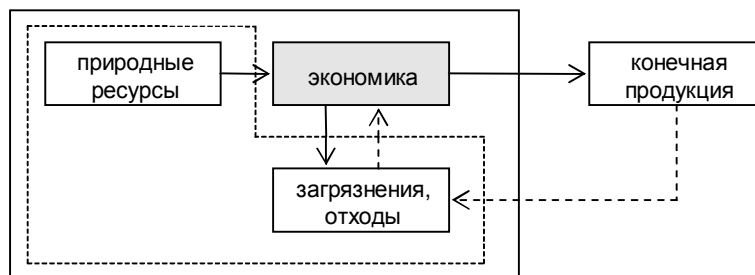 природные
ресурсы
экономика
конечная
продукция
загрязнения,
отходы